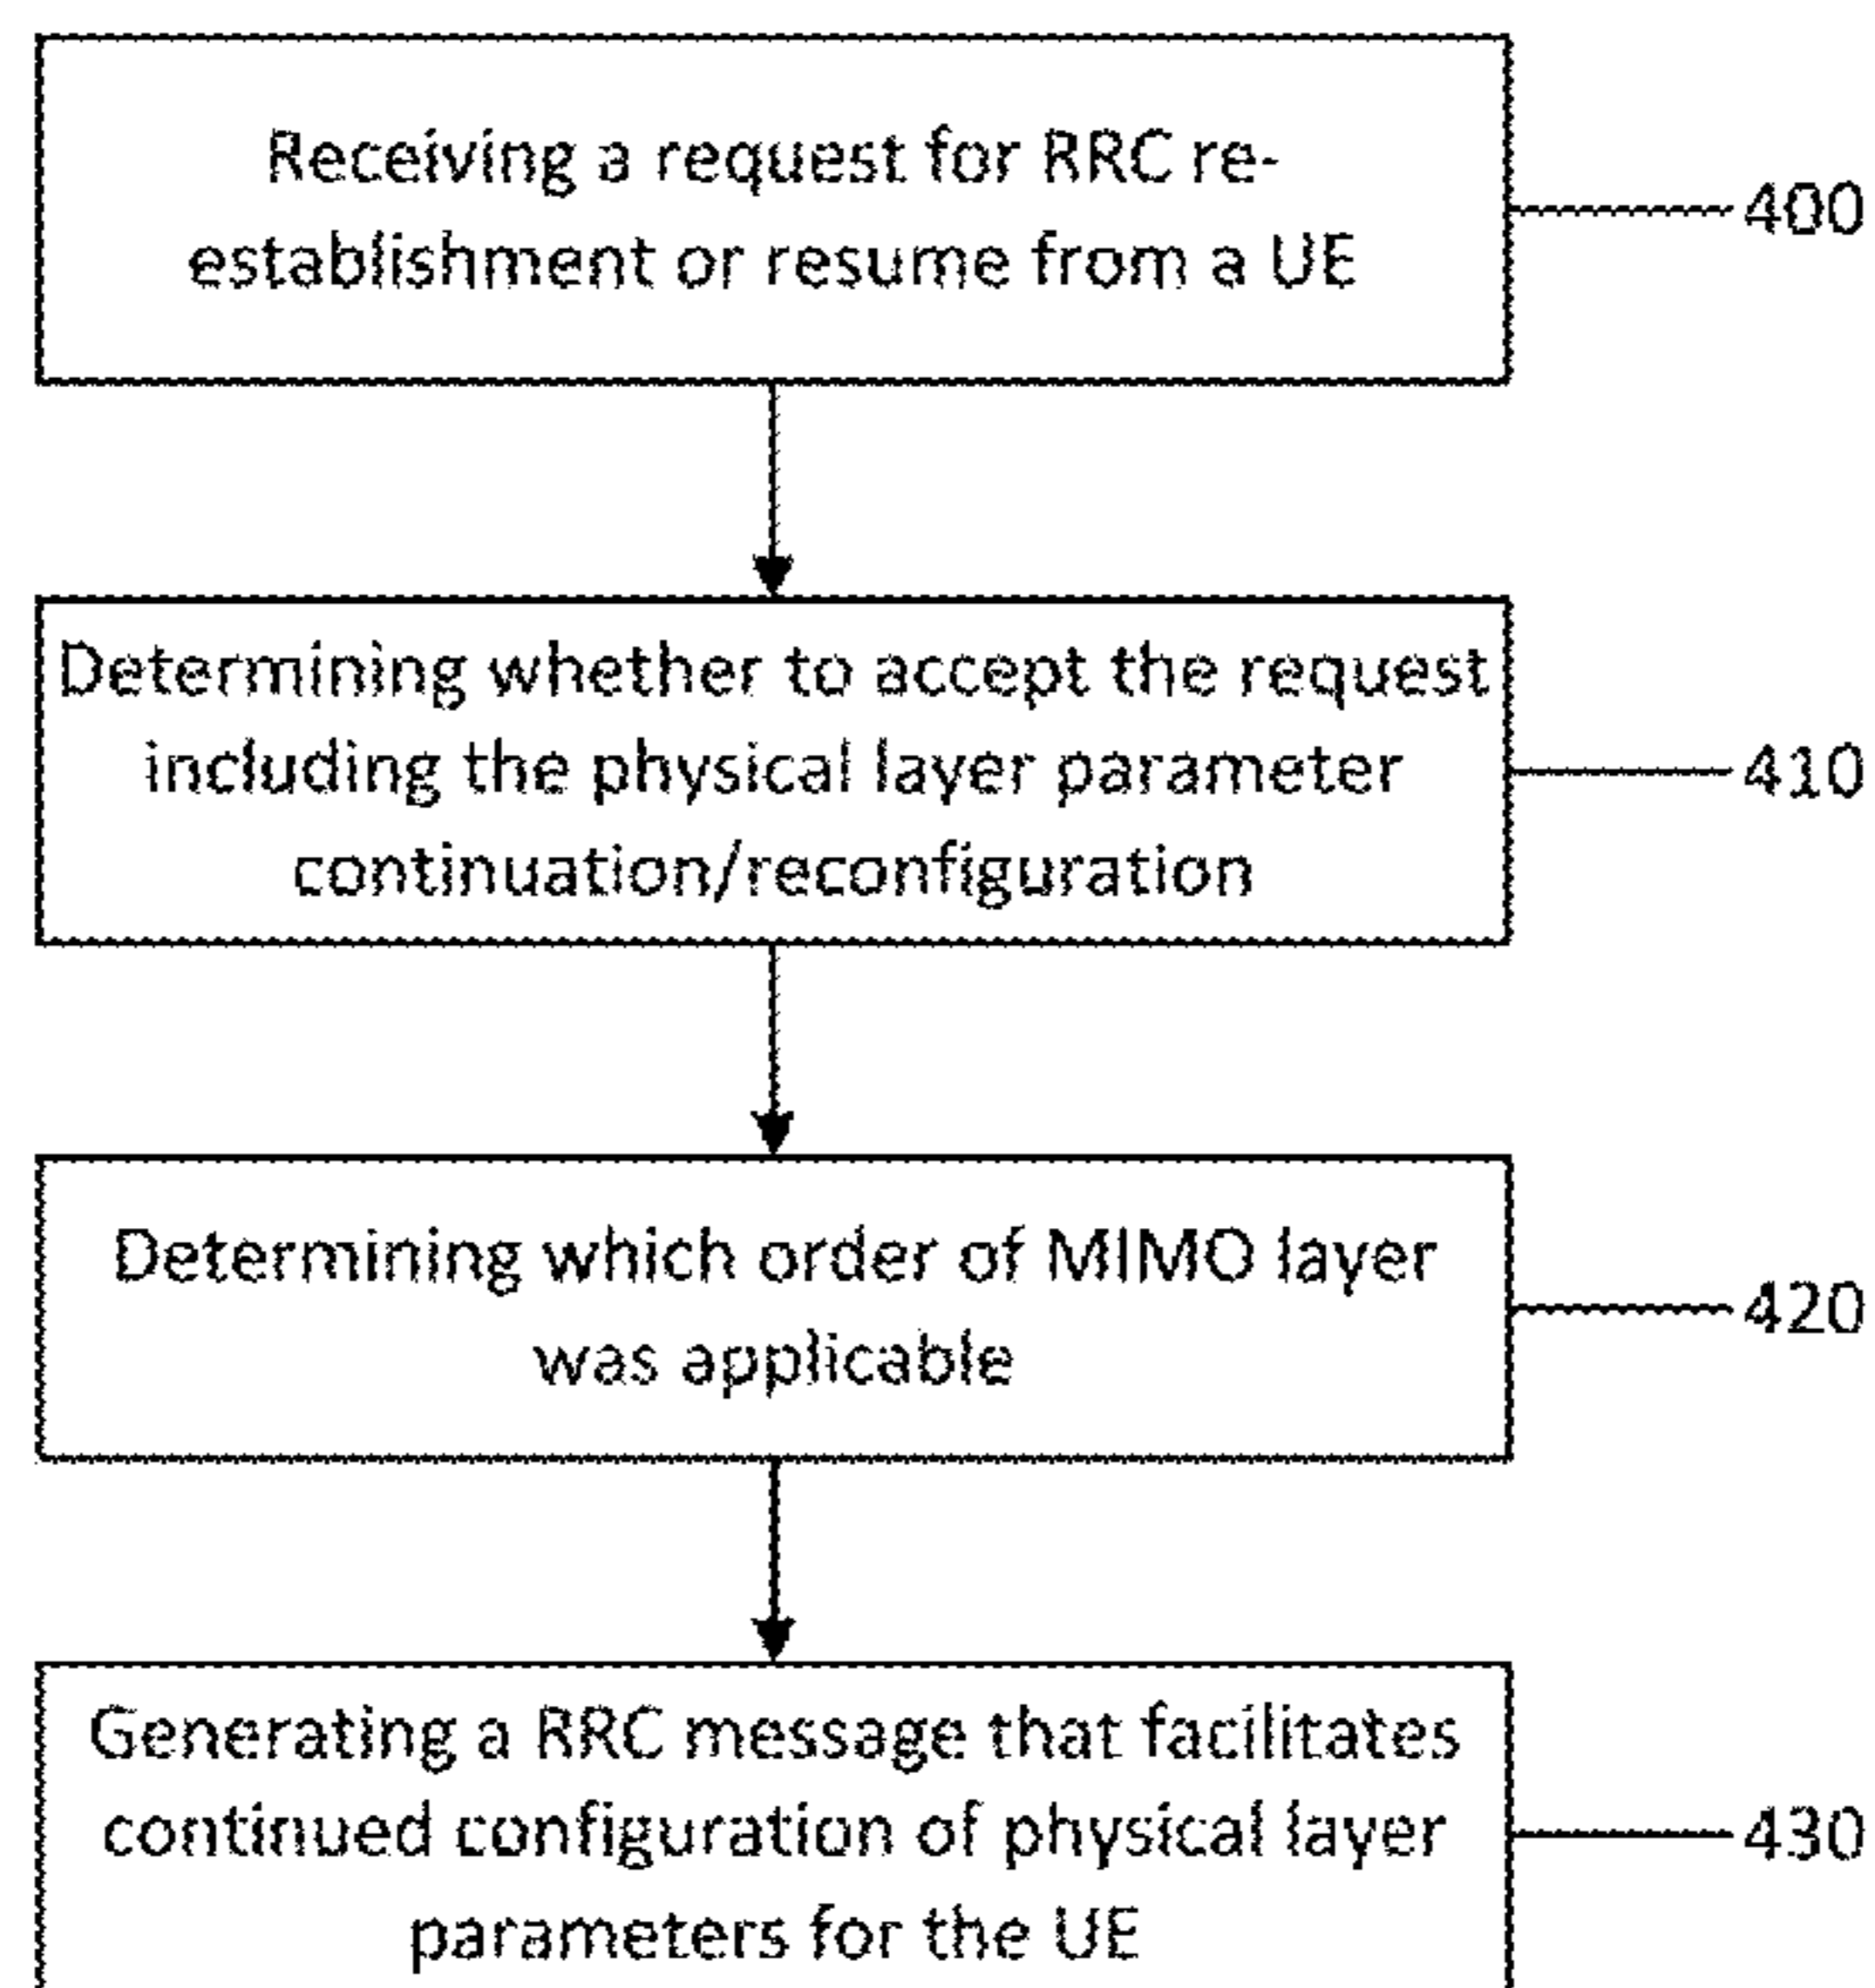 Receiving a request for RRC re-
establishment or resume from a UE
400
Determining whether to accept the request
including the physical layer parameter
continuation/reconfiguration
410
Determining which order of MIMO layer
was applicable
420
Generating a RRC message that facilitates
continued configuration of physical layer
parameters for the UE
430